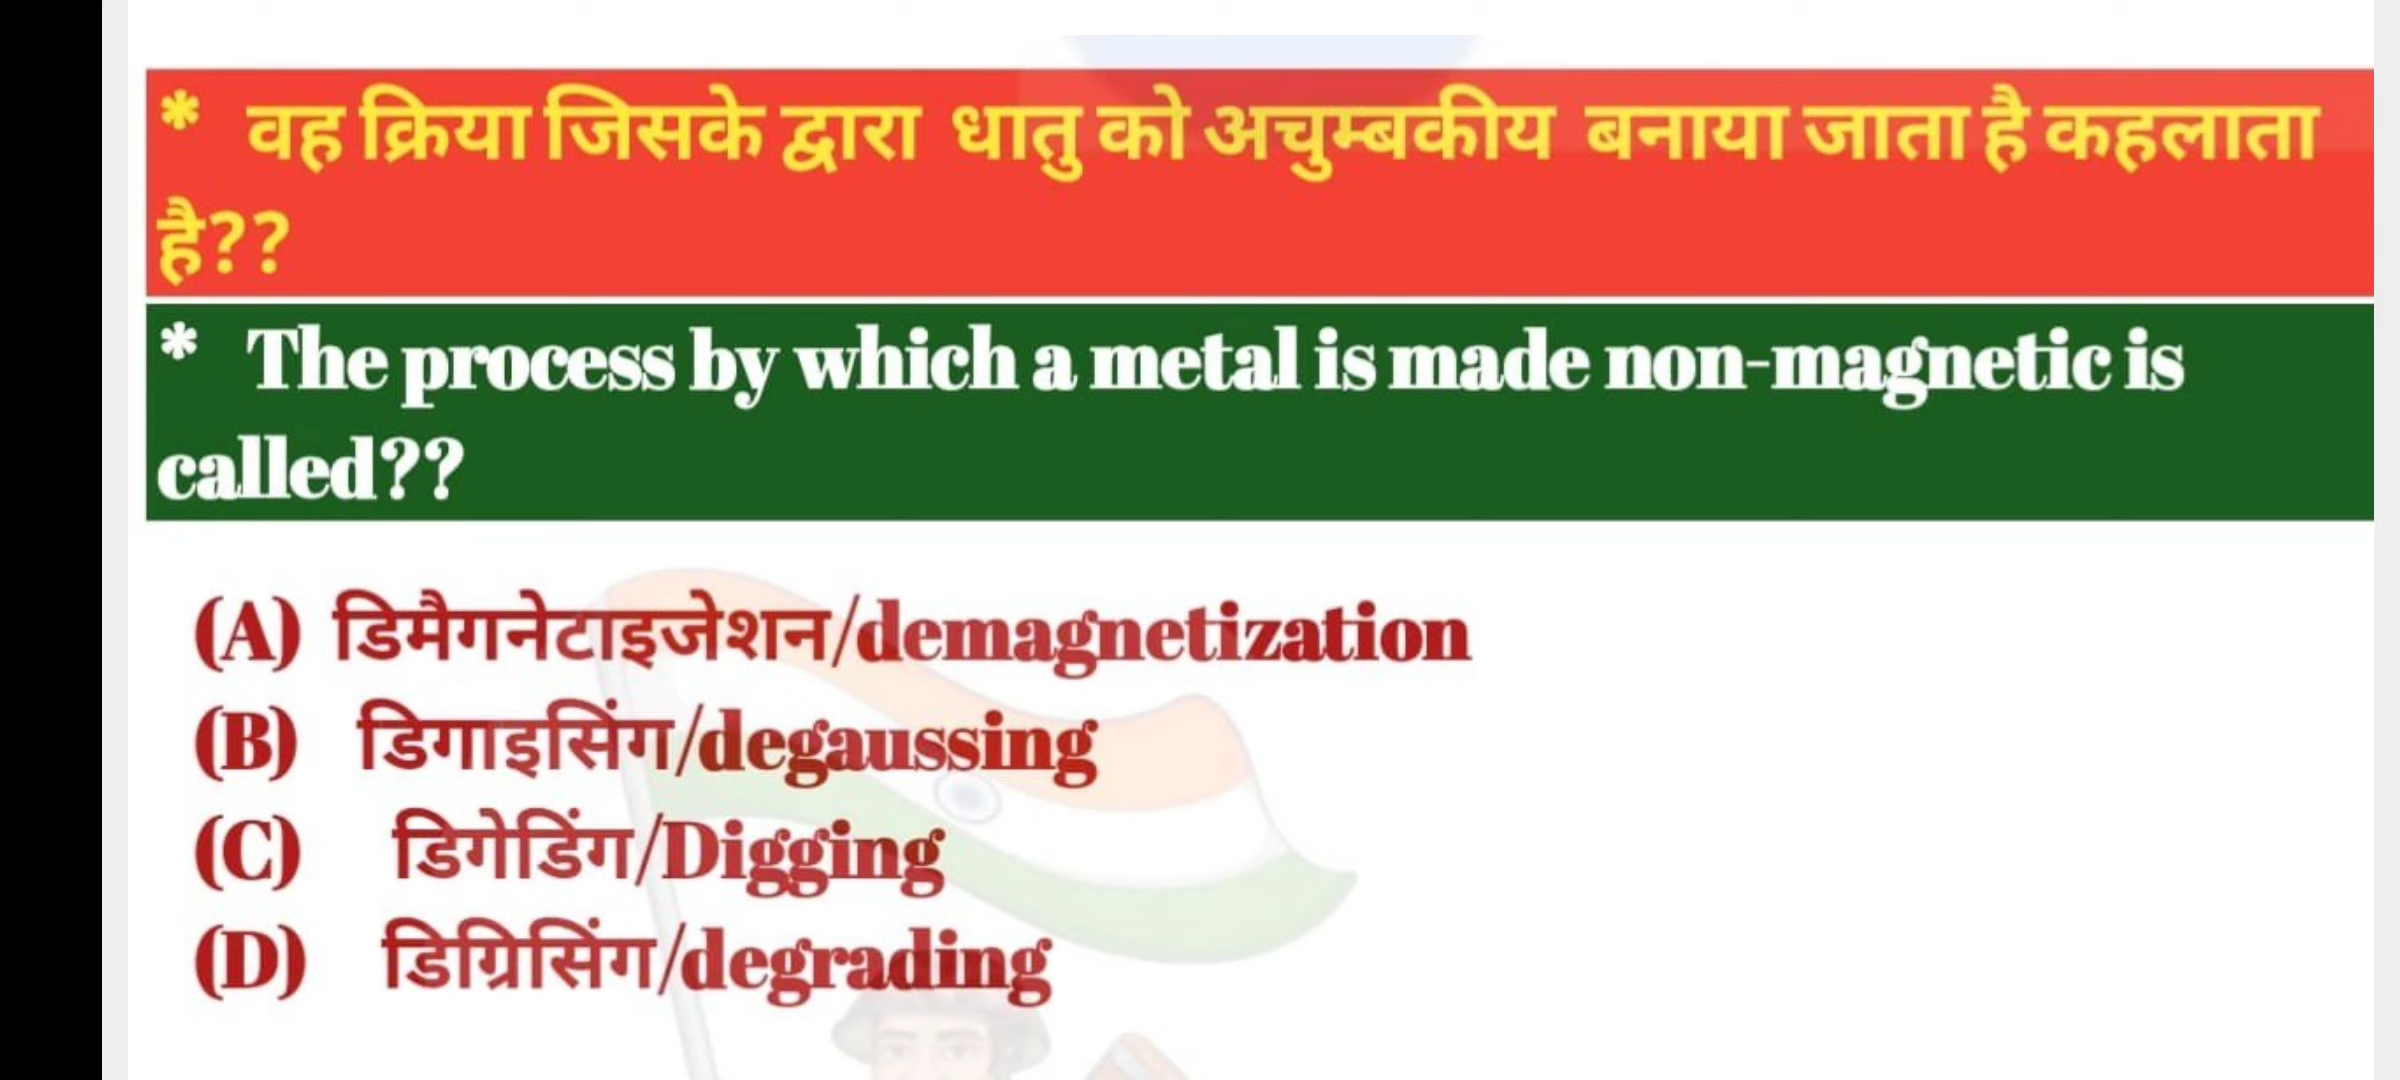 * वह क्रिया जिसके द्वारा धातु को अचुम्बकीय बनाया जाता है कहलाता
है??
* The process by which a metal is made non-magnetic is
called??
(A) डिमैगनेटाइजेशन/demagnetization
(B) डिगाइसिंग/degaussing
(C) डिगेडिंग/Digging
(D) डिग्रिसिंग/degrading